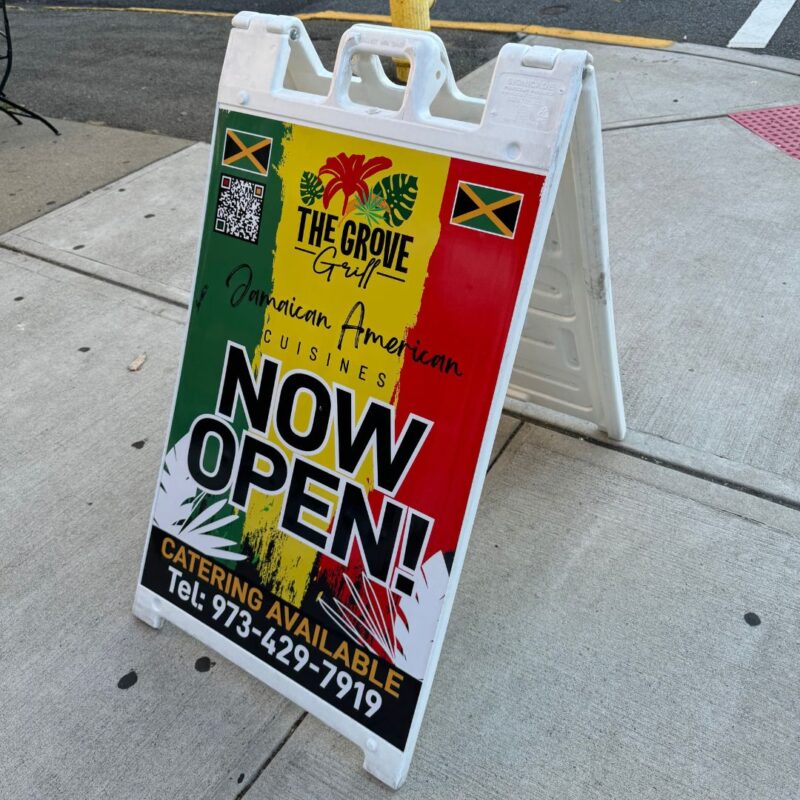 THE GROVE
Grill
Jamaican American
CUISINES
NOW
OPEN!
CATERING AVAILABLE
Tel: 973-429-7919